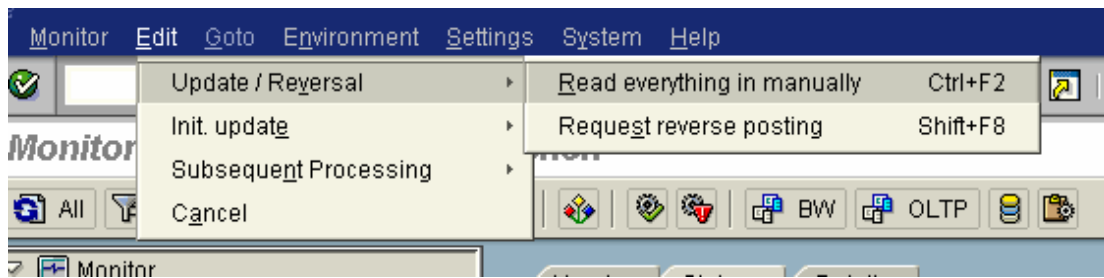 Monitor Edit Goto Environment Settings System Help
Update / Reversal
Read everything in manually Ctrl+F2
Init. update
Request reverse posting Shift+F8
Monitor
Subsequent Processing
All
Cancel
BW OLTP
Monitor